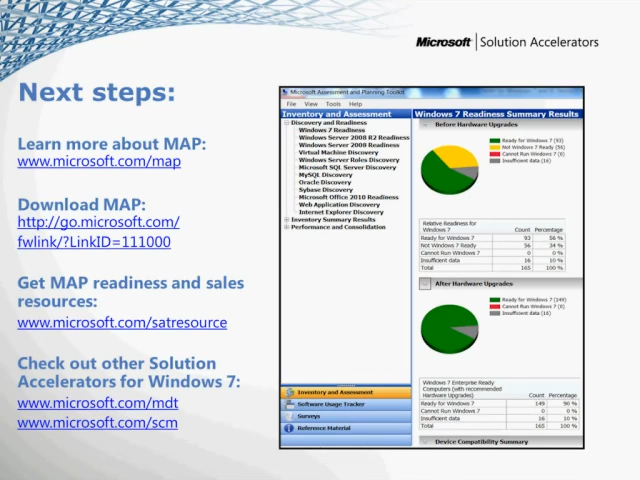 Microsoft | Solution Accelerators
Next steps:
Learn more about MAP:
www.microsoft.com/map
Download MAP:
http://go.microsoft.com/
fwlink/?LinkID=111000
Get MAP readiness and sales
resources:
www.microsoft.com/satresource
Check out other Solution
Accelerators for Windows 7:
www.microsoft.com/mdt
www.microsoft.com/scm
Microsoft Assessment and Planning Toolkit
File View Tools Help
Inventory and Assessment
Discovery and Readiness
Windows 7 Readiness
Windows Server 2008 R2 Readiness
Windows Server 2008 Readiness
Virtual Machine Discovery
Windows Server Roles Discovery
Microsoft SQL Server Discovery
MySQL Discovery
Oracle Discovery
Sybase Discovery
Microsoft Office 2010 Readiness
Web Application Discovery
Internet Explorer Discovery
Inventory Summary Results
Performance and Consolidation
Inventory and Assessment
Software Usage Tracker
Surveys
Reference Material
Windows 7 Readiness Summary Results
Before Hardware Upgrades
Ready for Windows 7 (93)
Not Windows 7 Ready (56)
Cannot Run Windows 7 (0)
Insufficient data (16)
Relative Readiness for
Windows 7 Count Percentage
Ready for Windows 7 93 56 %
Not Windows 7 Ready 56 34 %
Cannot Run Windows 7 0 0 %
Insufficient data 16 10 %
Total 165 100 %
After Hardware Upgrades
Ready for Windows 7 (149)
Cannot Run Windows 7 (0)
Insufficient data (16)
Windows 7 Enterprise Ready
Computers (with recommended
Hardware Upgrades) Count Percentage
Ready for Windows 7 149 90 %
Cannot Run Windows 7 0 0 %
Insufficient data 16 10 %
Total 165 100 %
Device Compatibility Summary